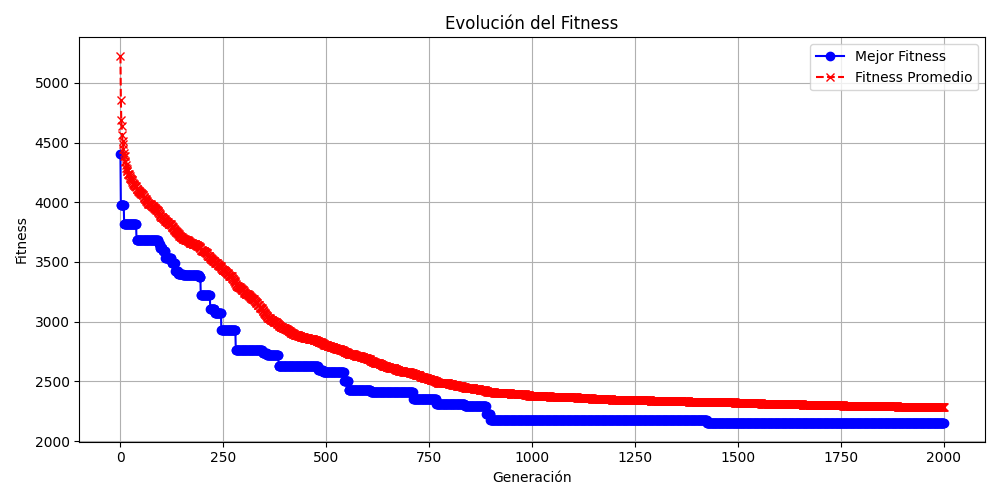 Evolución del Fitness
Mejor Fitness
Fitness Promedio
Fitness
5000
4500
4000
3500
3000
2500
2000
0 250 500 750 1000 1250 1500 1750 2000
Generación